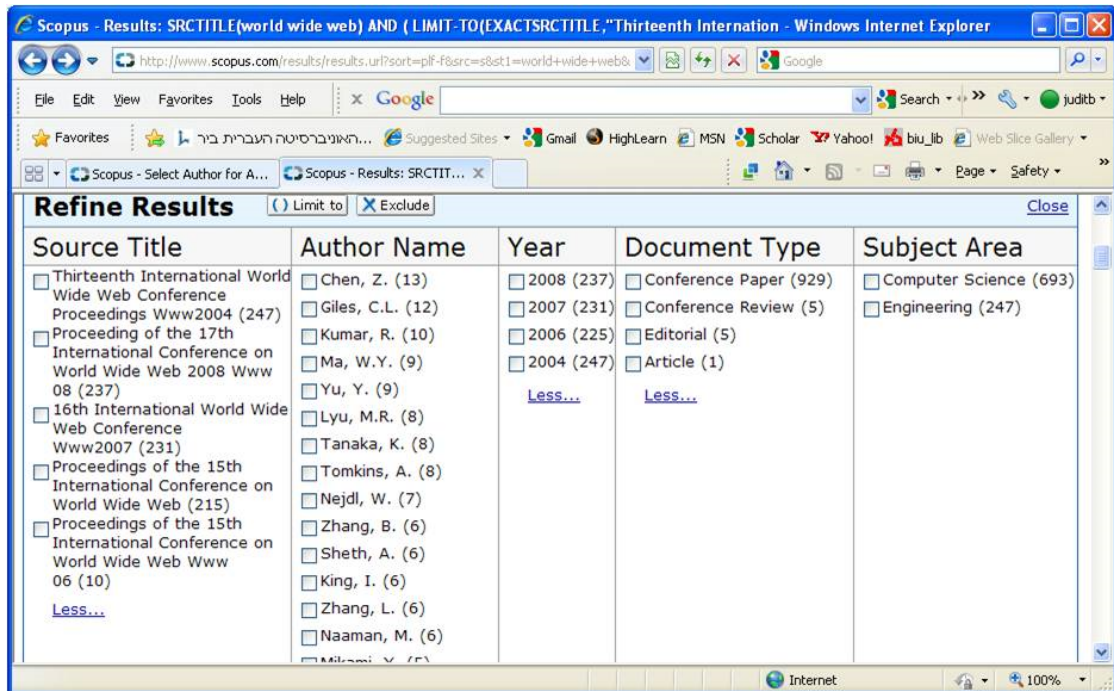 Scopus - Results: SRCTITLE(world wide web) AND ( LIMIT-TO(EXACTSRCTITLE,"Thirteenth Internation - Windows Internet Explorer
http://www.scopus.com/results/results.url?sort=plf-f&src=s&st1=world+wide+web& Google
File Edit View Favorites Tools Help x Google Search juditb
Favorites האוניברסיטה העברית ביר... Suggested Sites Gmail HighLearn MSN Scholar Yahoo! biu_lib Web Slice Gallery
Scopus - Select Author for A... Scopus - Results: SRCTIT... X Page Safety
Refine Results Limit to Exclude Close
Source Title Author Name Year Document Type Subject Area
Thirteenth International World
Wide Web Conference
Proceedings Www2004 (247)
Proceeding of the 17th
International Conference on
World Wide Web 2008 Www
08 (237)
16th International World Wide
Web Conference
Www2007 (231)
Proceedings of the 15th
International Conference on
World Wide Web (215)
Proceedings of the 15th
International Conference on
World Wide Web Www
06 (10)
Less...
Chen, Z. (13)
Giles, C.L. (12)
Kumar, R. (10)
Ma, W.Y. (9)
Yu, Y. (9)
Lyu, M.R. (8)
Tanaka, K. (8)
Tomkins, A. (8)
Nejdl, W. (7)
Zhang, B. (6)
Sheth, A. (6)
King, I. (6)
Zhang, L. (6)
Naaman, M. (6)
Mikami, Y. (5)
2008 (237)
2007 (231)
2006 (225)
2004 (247)
Less...
Conference Paper (929)
Conference Review (5)
Editorial (5)
Article (1)
Less...
Computer Science (693)
Engineering (247)
Internet 100%